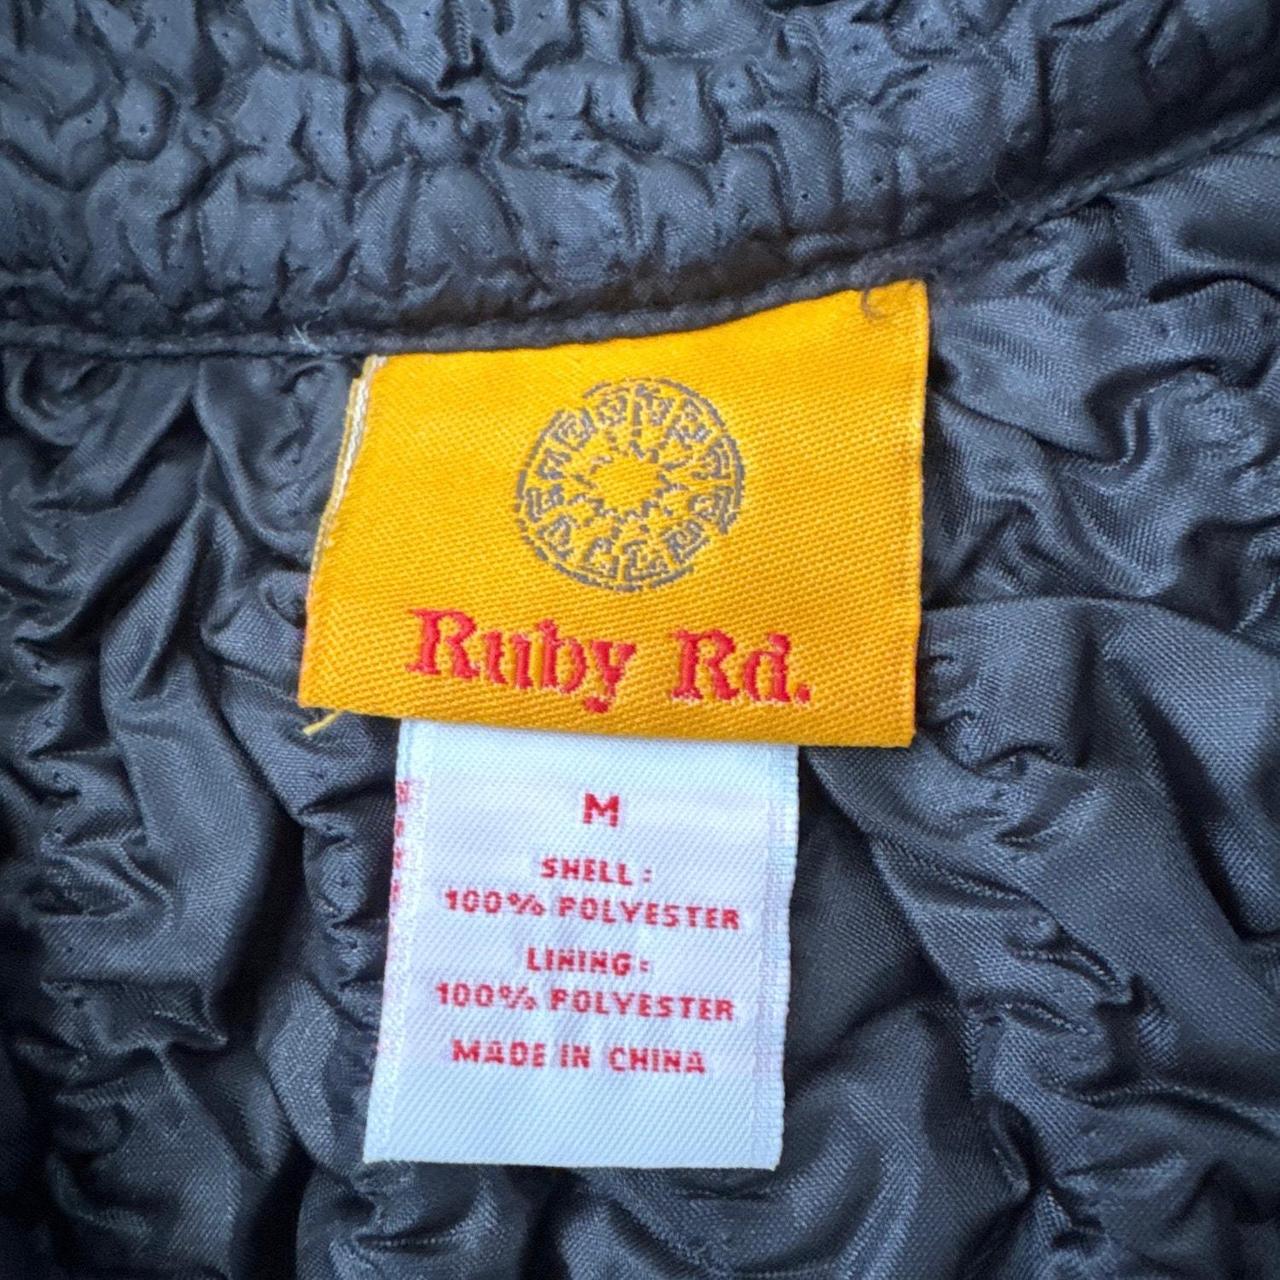 Ruby Rd.
M
SHELL:
100% POLYESTER
LINING:
100% POLYESTER
MADE IN CHINA